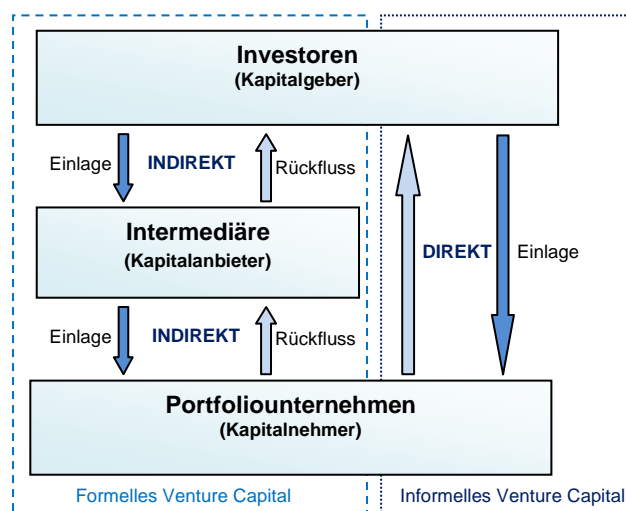 Investoren
(Kapitalgeber)
Einlage INDIREKT Rückfluss
Intermediäre
(Kapitalanbieter)
DIREKT Einlage
Einlage INDIREKT Rückfluss
Portfoliounternehmen
(Kapitalnehmer)
Formelles Venture Capital
Informelles Venture Capital